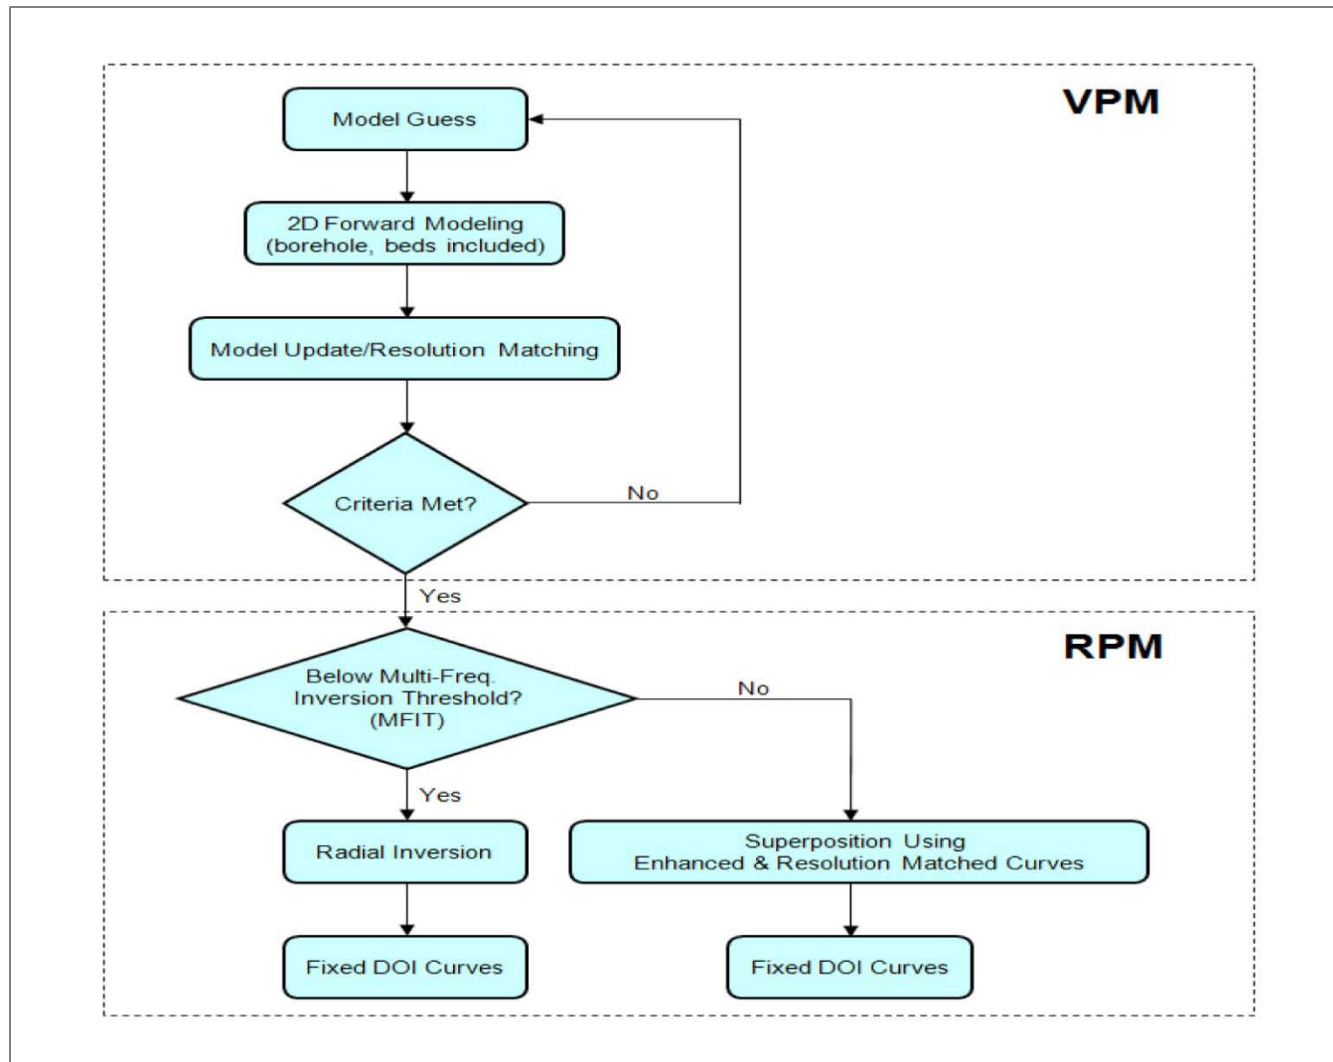 VPM
Model Guess
2D Forward Modeling
(borehole, beds included)
Model Update/Resolution Matching
Criteria Met?
No
Yes
RPM
Below Multi-Freq.
Inversion Threshold?
(MFIT)
No
Yes
Radial Inversion
Superposition Using
Enhanced & Resolution Matched Curves
Fixed DOI Curves
Fixed DOI Curves